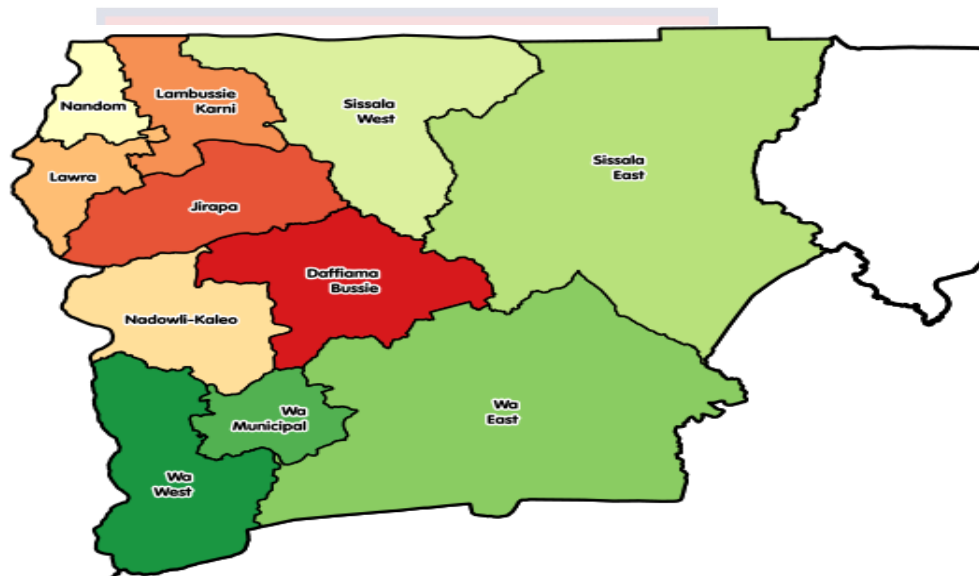 Nandom
Lambussie
Karni
Sissala
West
Sissala
East
Lawra
Jirapa
Daffiama
Bussie
Nadowli-Kaleo
Wa
Municipal
Wa
East
Wa
West